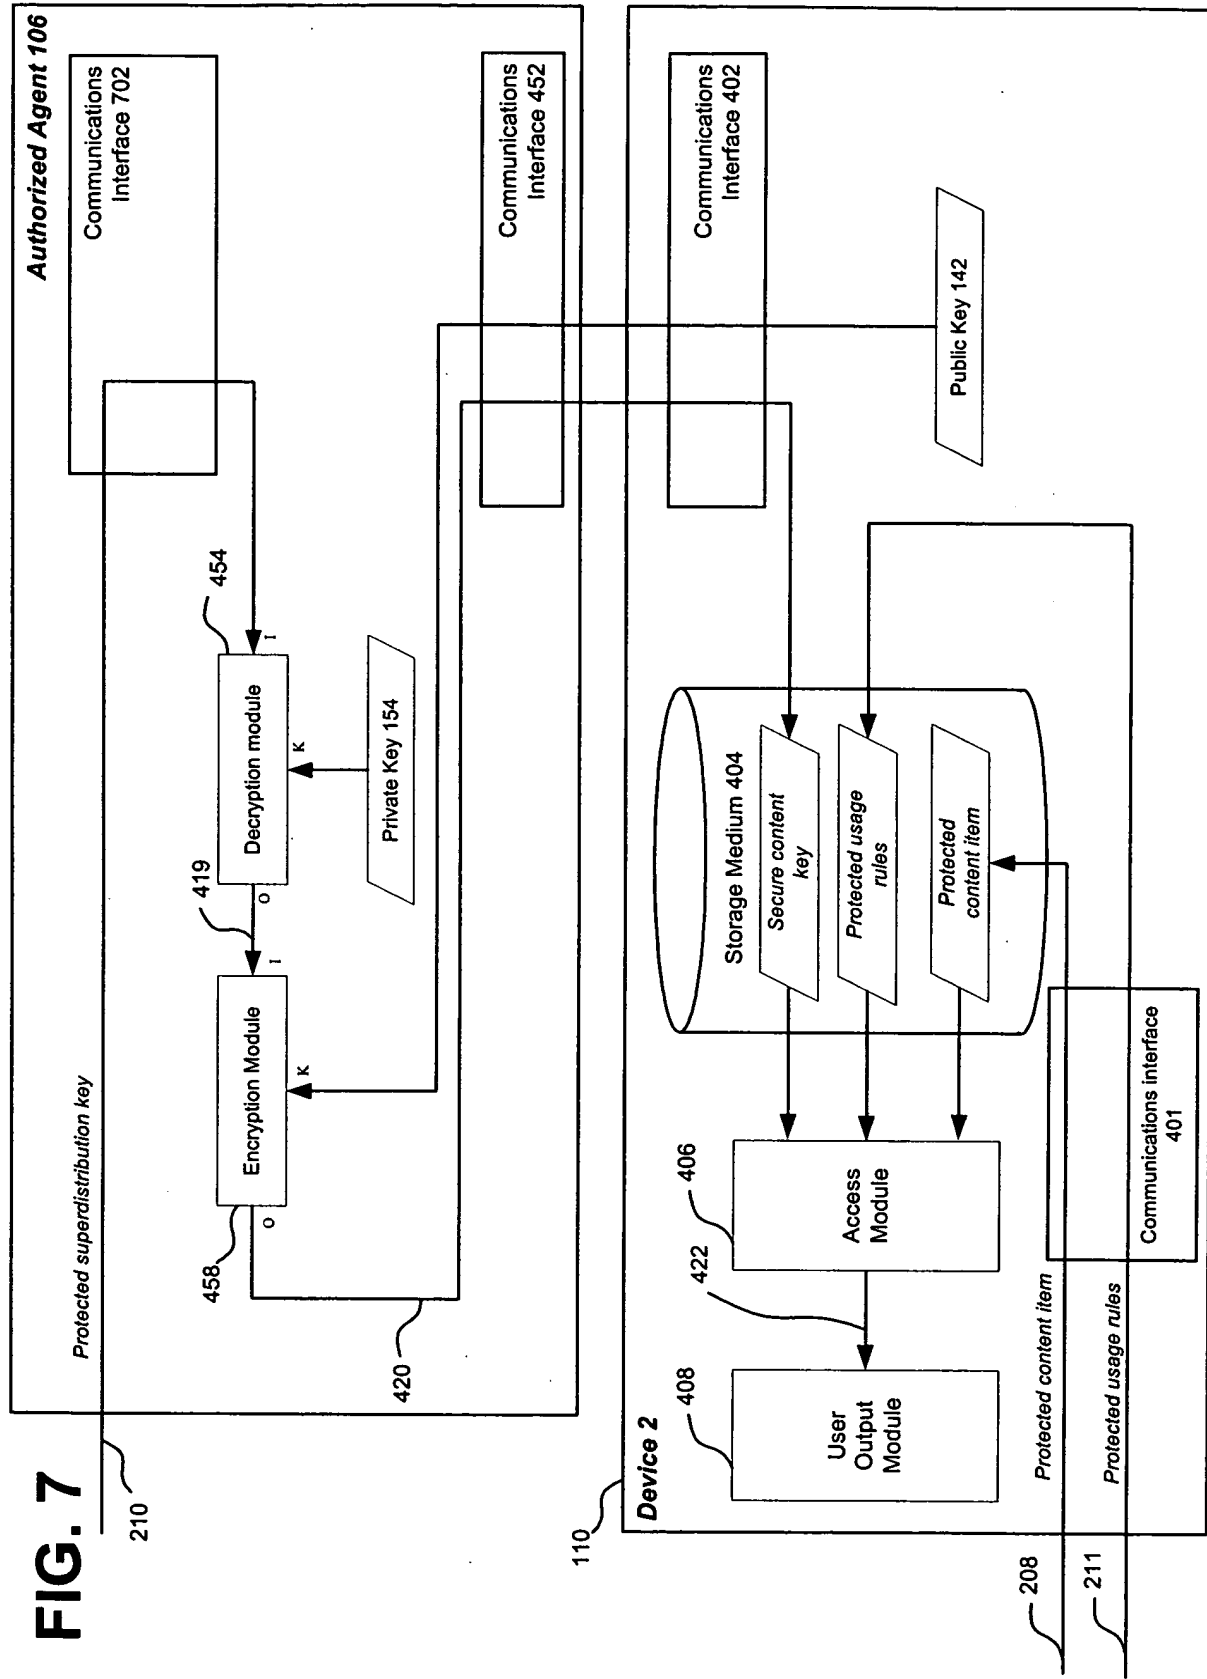 FIG. 7
210
Protected superdistribution key
Authorized Agent 106
Communications
Interface 702
458
O
Encryption Module
I
K
419
O
Decryption module
I
K
454
Private Key 154
420
Communications
Interface 452
110
Device 2
408
User
Output
Module
422
406
Access
Module
Storage Medium 404
Secure content
key
Protected usage
rules
Protected
content item
Communications
Interface 402
Public Key 142
208
Protected content item
211
Protected usage rules
Communications interface
401